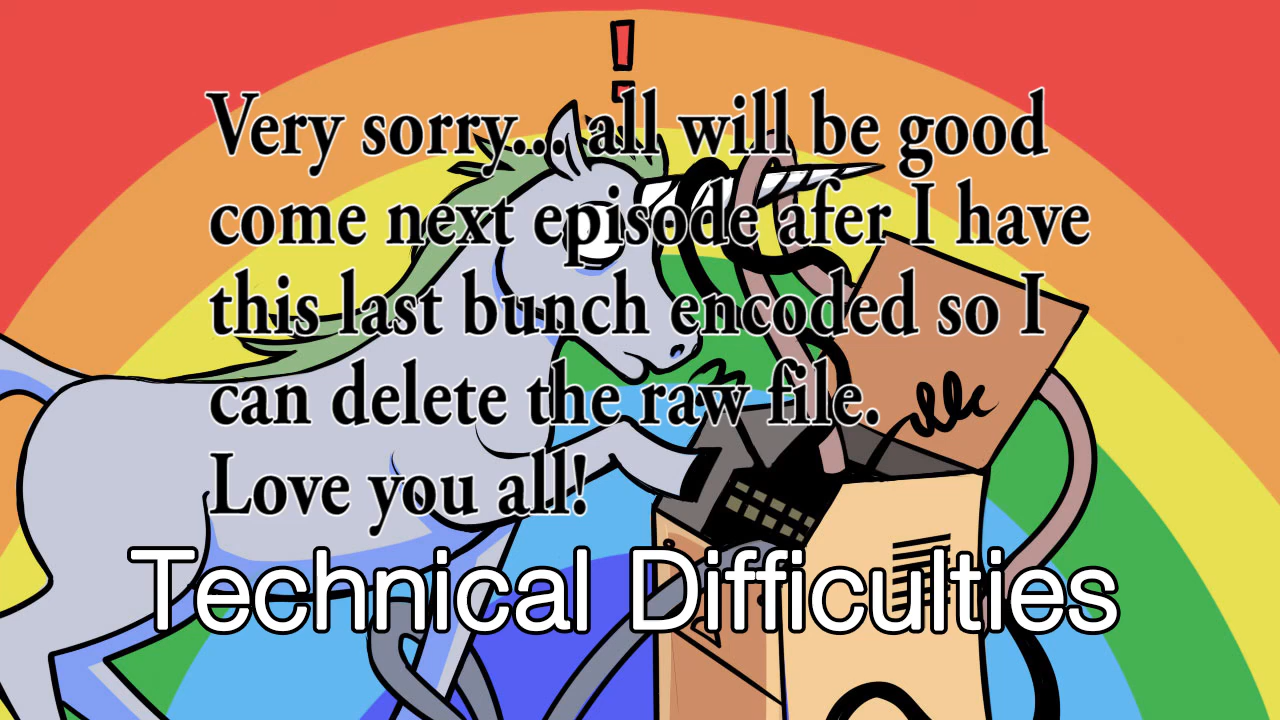 !
Very sorry... all will be good
come next episode afer I have
this last bunch encoded so I
can delete the raw file.
Love you all!
Technical Difficulties